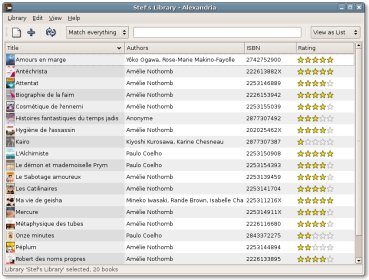 Stef's Library - Alexandria
Library Edit View Help
Match everything View as List
Title Authors ISBN Rating
Amours en marge Yôko Ogawa, Rose-Marie Makino-Fayolle 2742752900
Antéchrista Amélie Nothomb 222613882X
Attentat Amélie Nothomb 2253146889
Biographie de la faim Amélie Nothomb 2226153942
Cosmétique de l'ennemi Amélie Nothomb 2253155039
Histoires fantastiques du temps jadis Anonyme 2877307492
Hygiène de l'assassin Amélie Nothomb 202025462X
Kairo Kiyoshi Kurosawa, Karine Chesneau 2877307387
L'Alchimiste Paulo Coelho 2253150908
Le démon et mademoiselle Prym Paulo Coelho 2253154393
Le Sabotage amoureux Amélie Nothomb 2253139459
Les Catilinaires Amélie Nothomb 2253141704
Ma vie de geisha Mineko Iwasaki, Rande Brown, Isabelle Cha 225311216X
Mercure Amélie Nothomb 225314911X
Métaphysique des tubes Amélie Nothomb 2226116680
Onze minutes Paulo Coelho 2843372275
Péplum Amélie Nothomb 2253144894
Robert des noms propres Amélie Nothomb 2226133895
Library 'Stef's Library' selected, 20 books